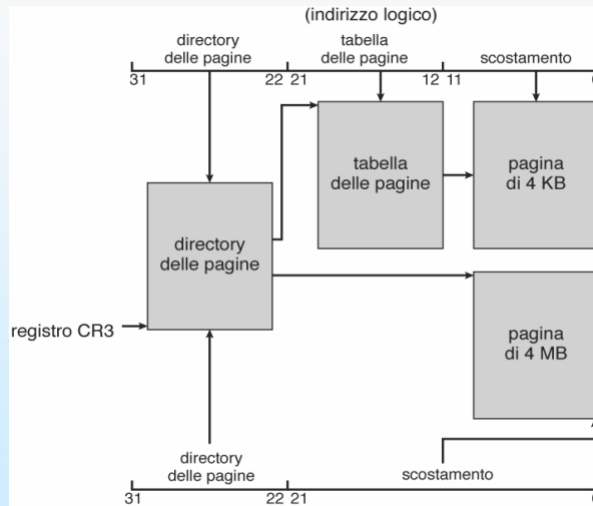 (indirizzo logico)
directory
delle pagine
tabella
delle pagine
scostamento
31
22
21
12
11
tabella
delle pagine
pagina
di 4 KB
directory
delle pagine
registro CR3
pagina
di 4 MB
directory
delle pagine
scostamento
31
22
21